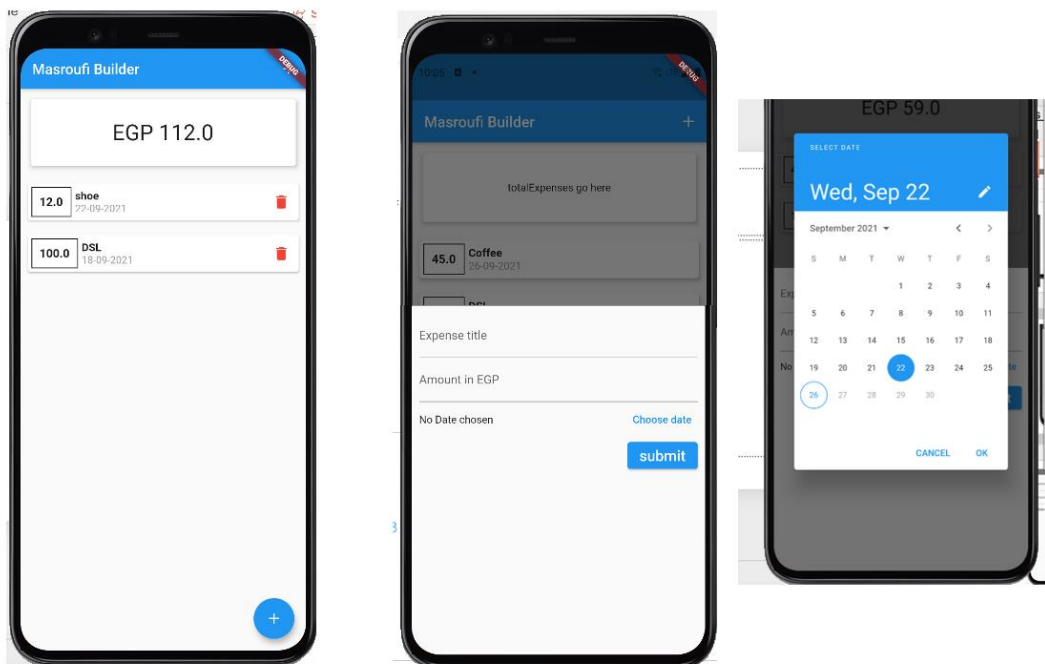 DEBUG
Masroufi Builder
EGP 112.0
12.0
shoe
22-09-2021
100.0
DSL
18-09-2021
+
10:05
DEBUG
Masroufi Builder +
totalExpenses go here
45.0
Coffee
26-09-2021
DSL
Expense title
Amount in EGP
No Date chosen Choose date
submit
EGP 59.0
SELECT DATE
Wed, Sep 22
September 2021
S M T W T F S
1 2 3 4
5 6 7 8 9 10 11
12 13 14 15 16 17 18
19 20 21 22 23 24 25
26 27 28 29 30
No
CANCEL OK